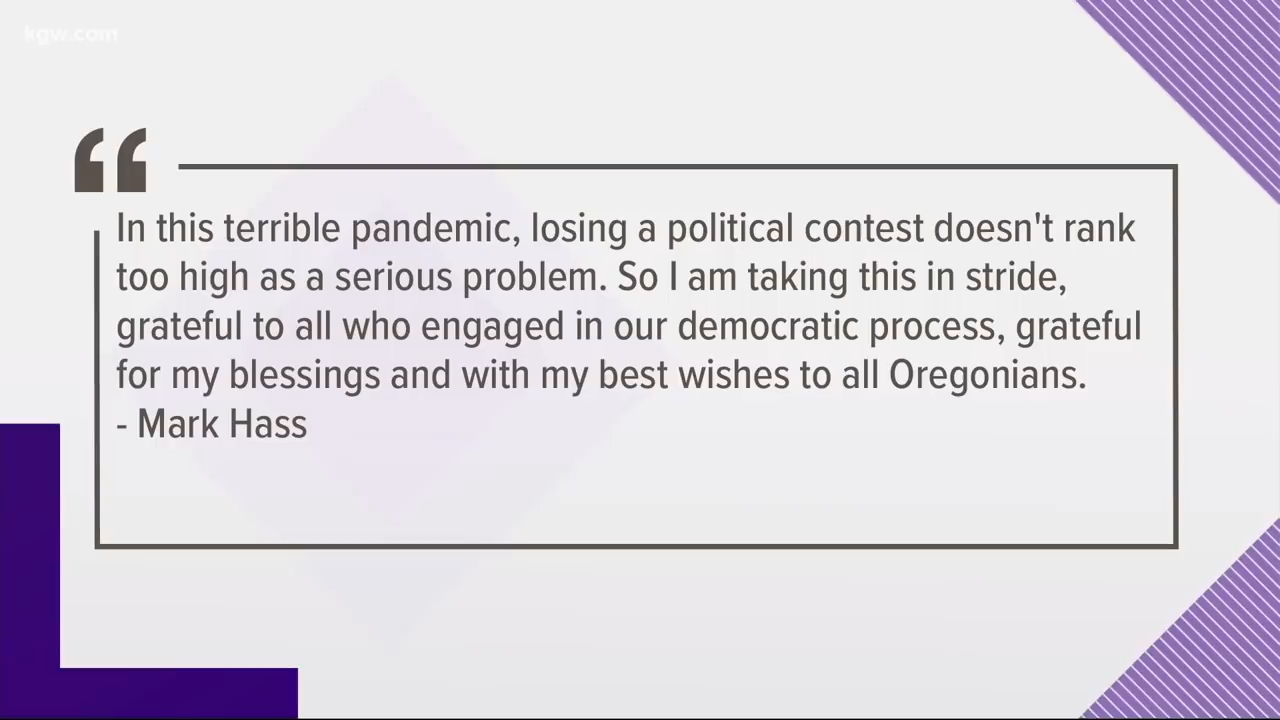 kgw.com
“
In this terrible pandemic, losing a political contest doesn't rank
too high as a serious problem. So I am taking this in stride,
grateful to all who engaged in our democratic process, grateful
for my blessings and with my best wishes to all Oregonians.
- Mark Hass